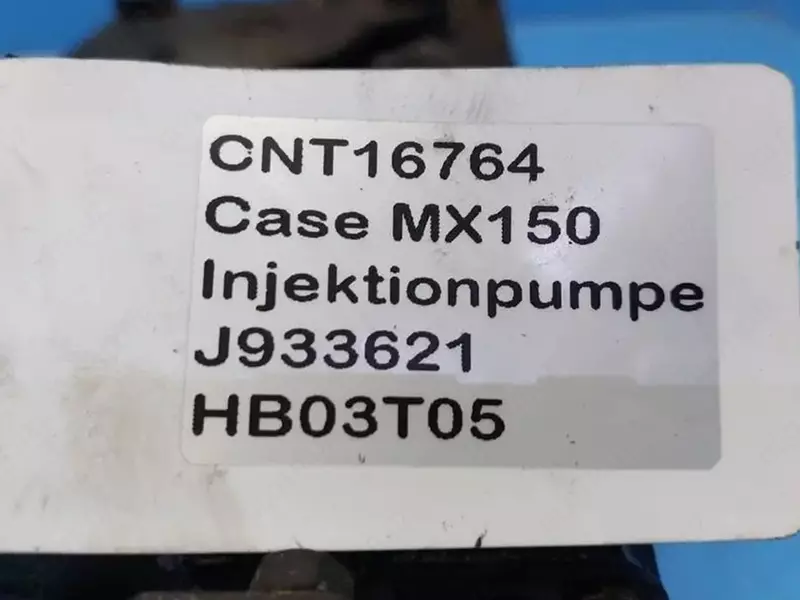 CNT16764
Case MX150
Injektionpumpe
J933621
HB03T05